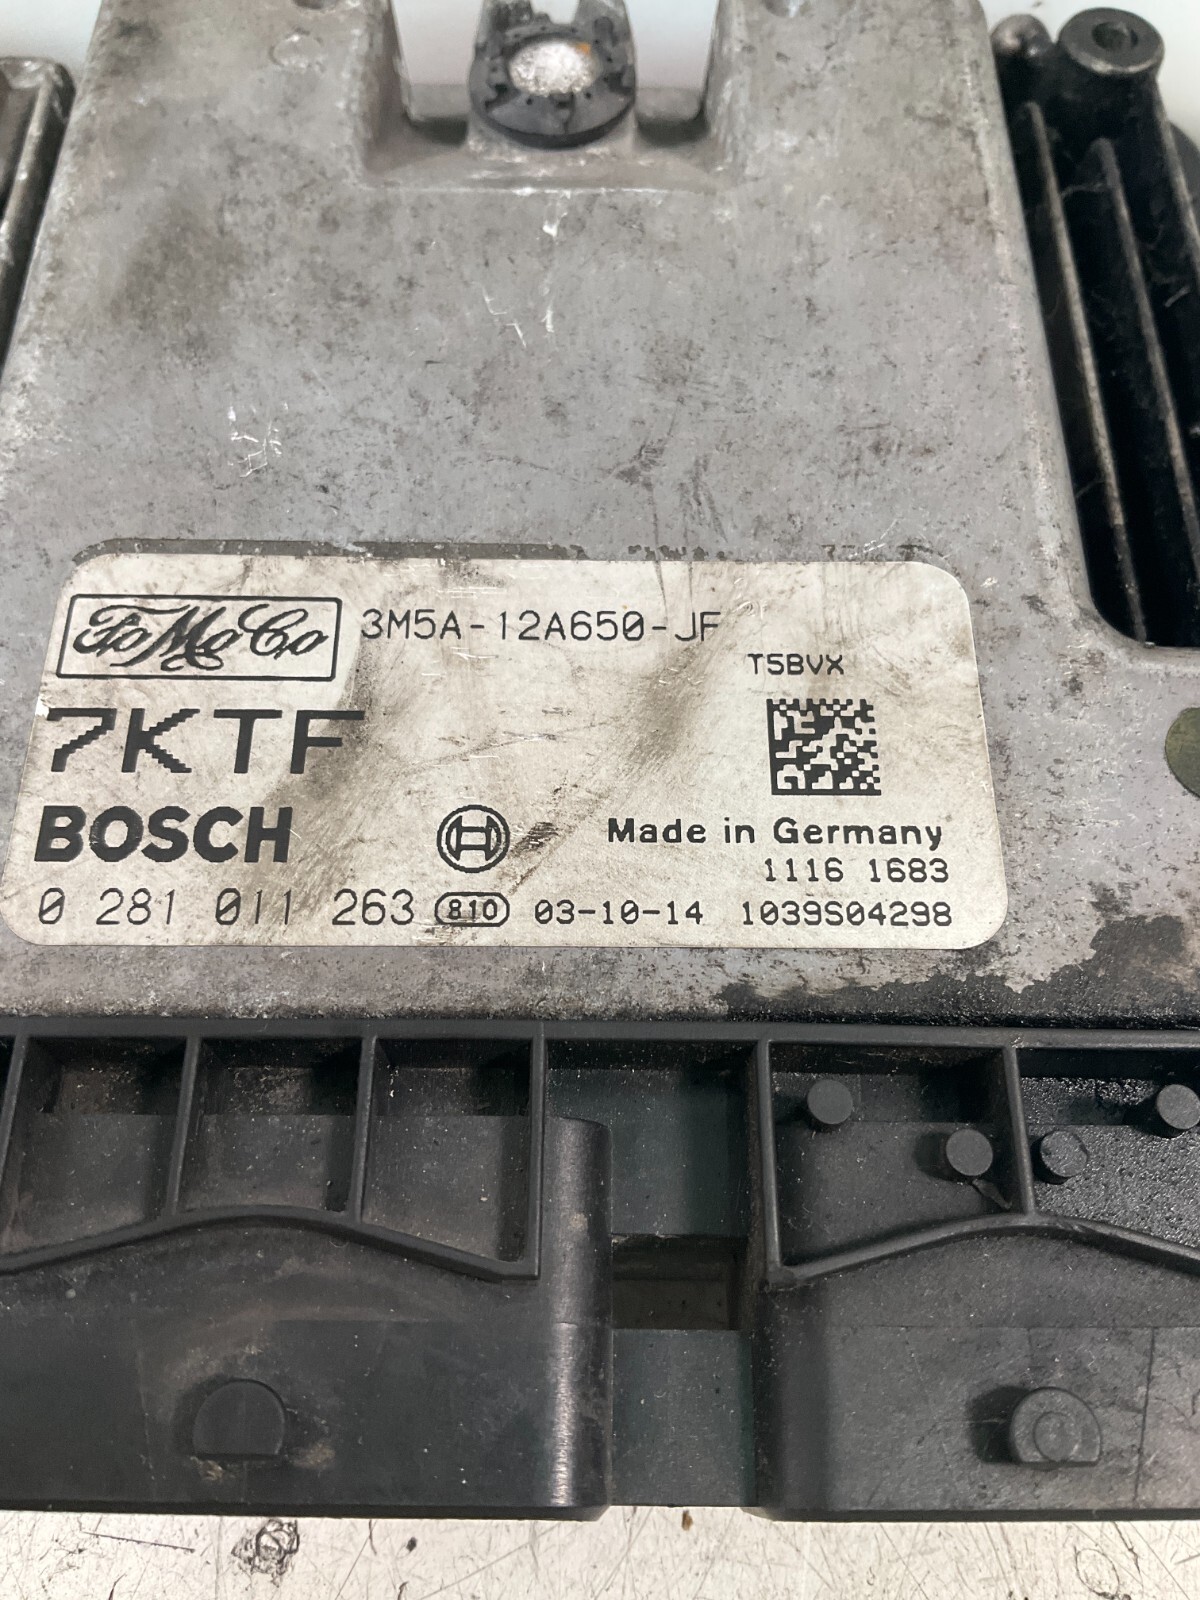 FoMoCo 3M5A-12A650-JF
T5BVX
7KTF
BOSCH
Made in Germany
1116 1683
0 281 011 263 810 03-10-14 1039S04298